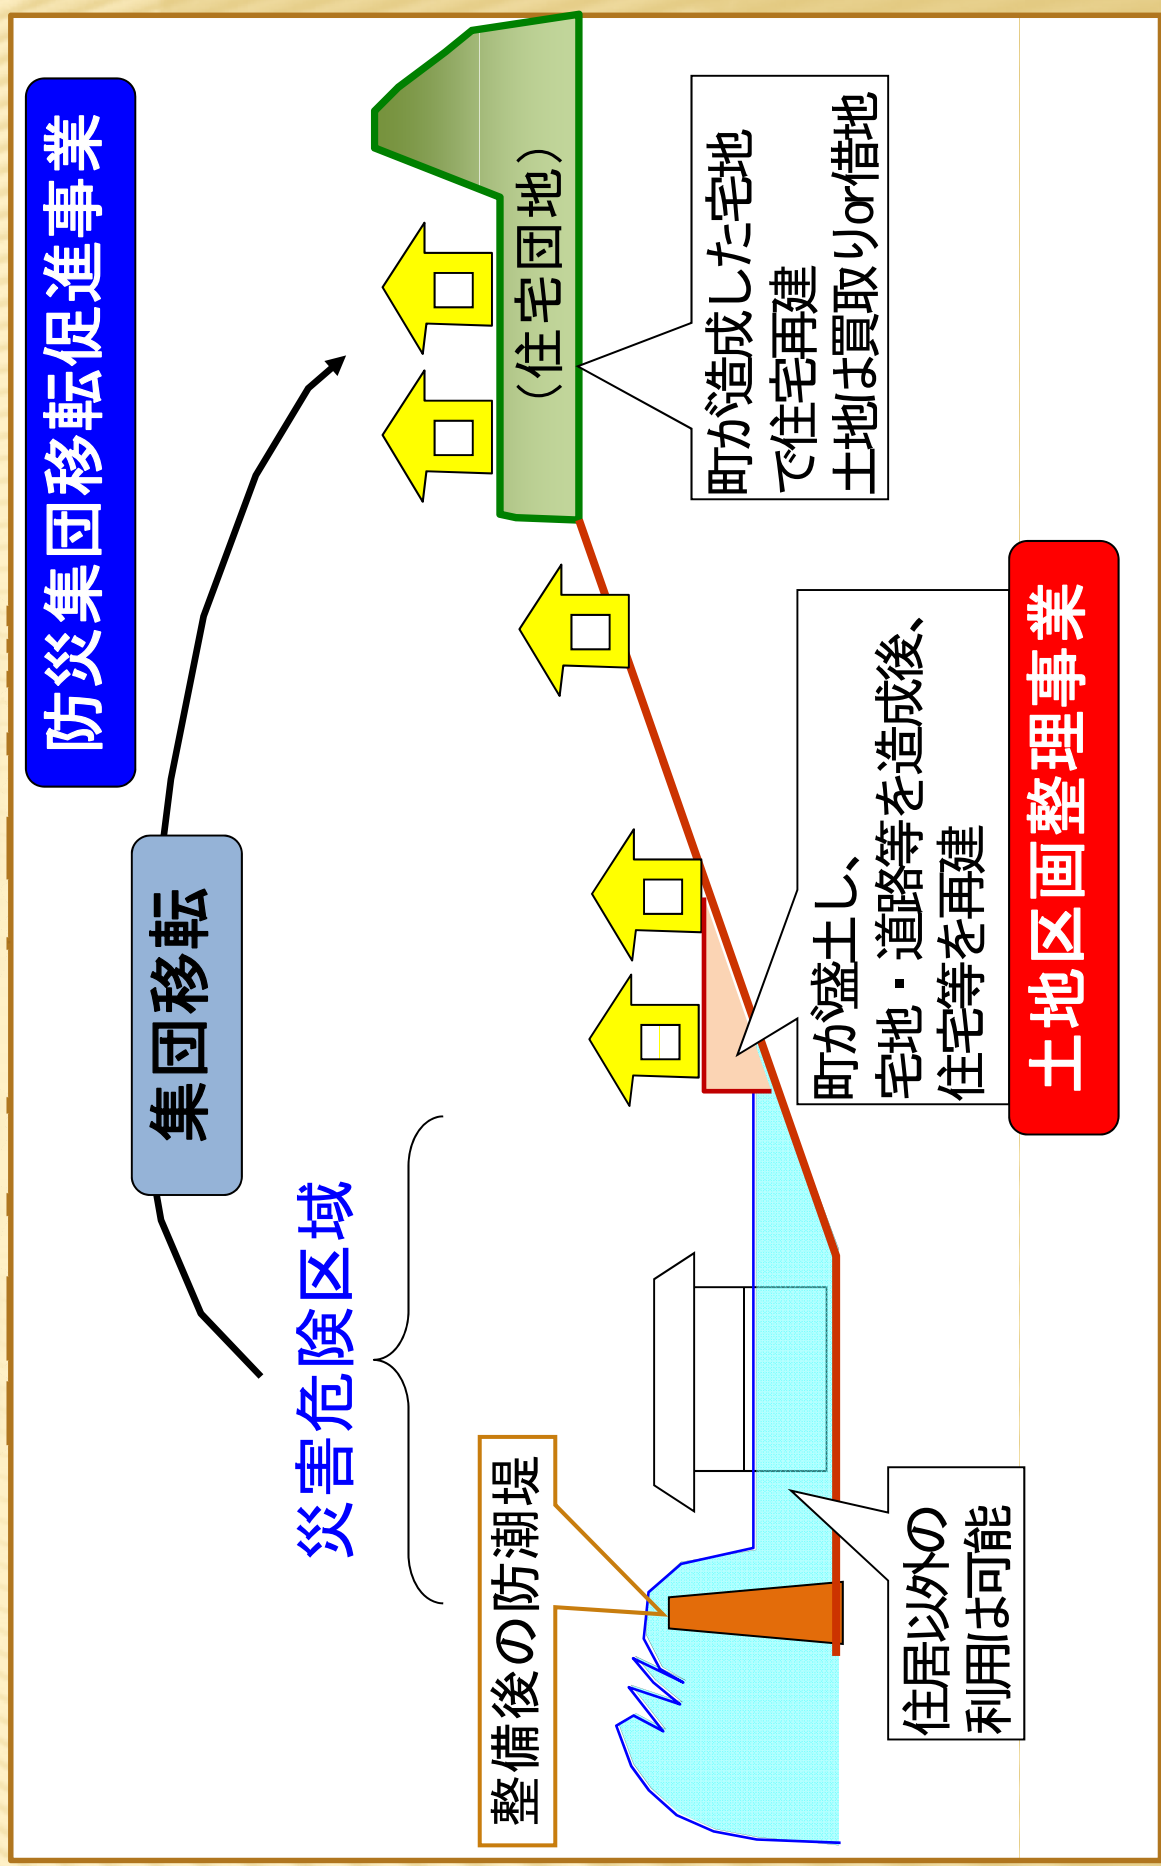 防災集団移転促進事業
集団移転
災害危険区域
整備後の防潮堤
（住宅団地）
町が造成した宅地
で住宅再建
土地は買取りor借地
町が盛土し、
宅地・道路等を造成後、
住宅等を再建
土地区画整理事業
住居以外の
利用は可能